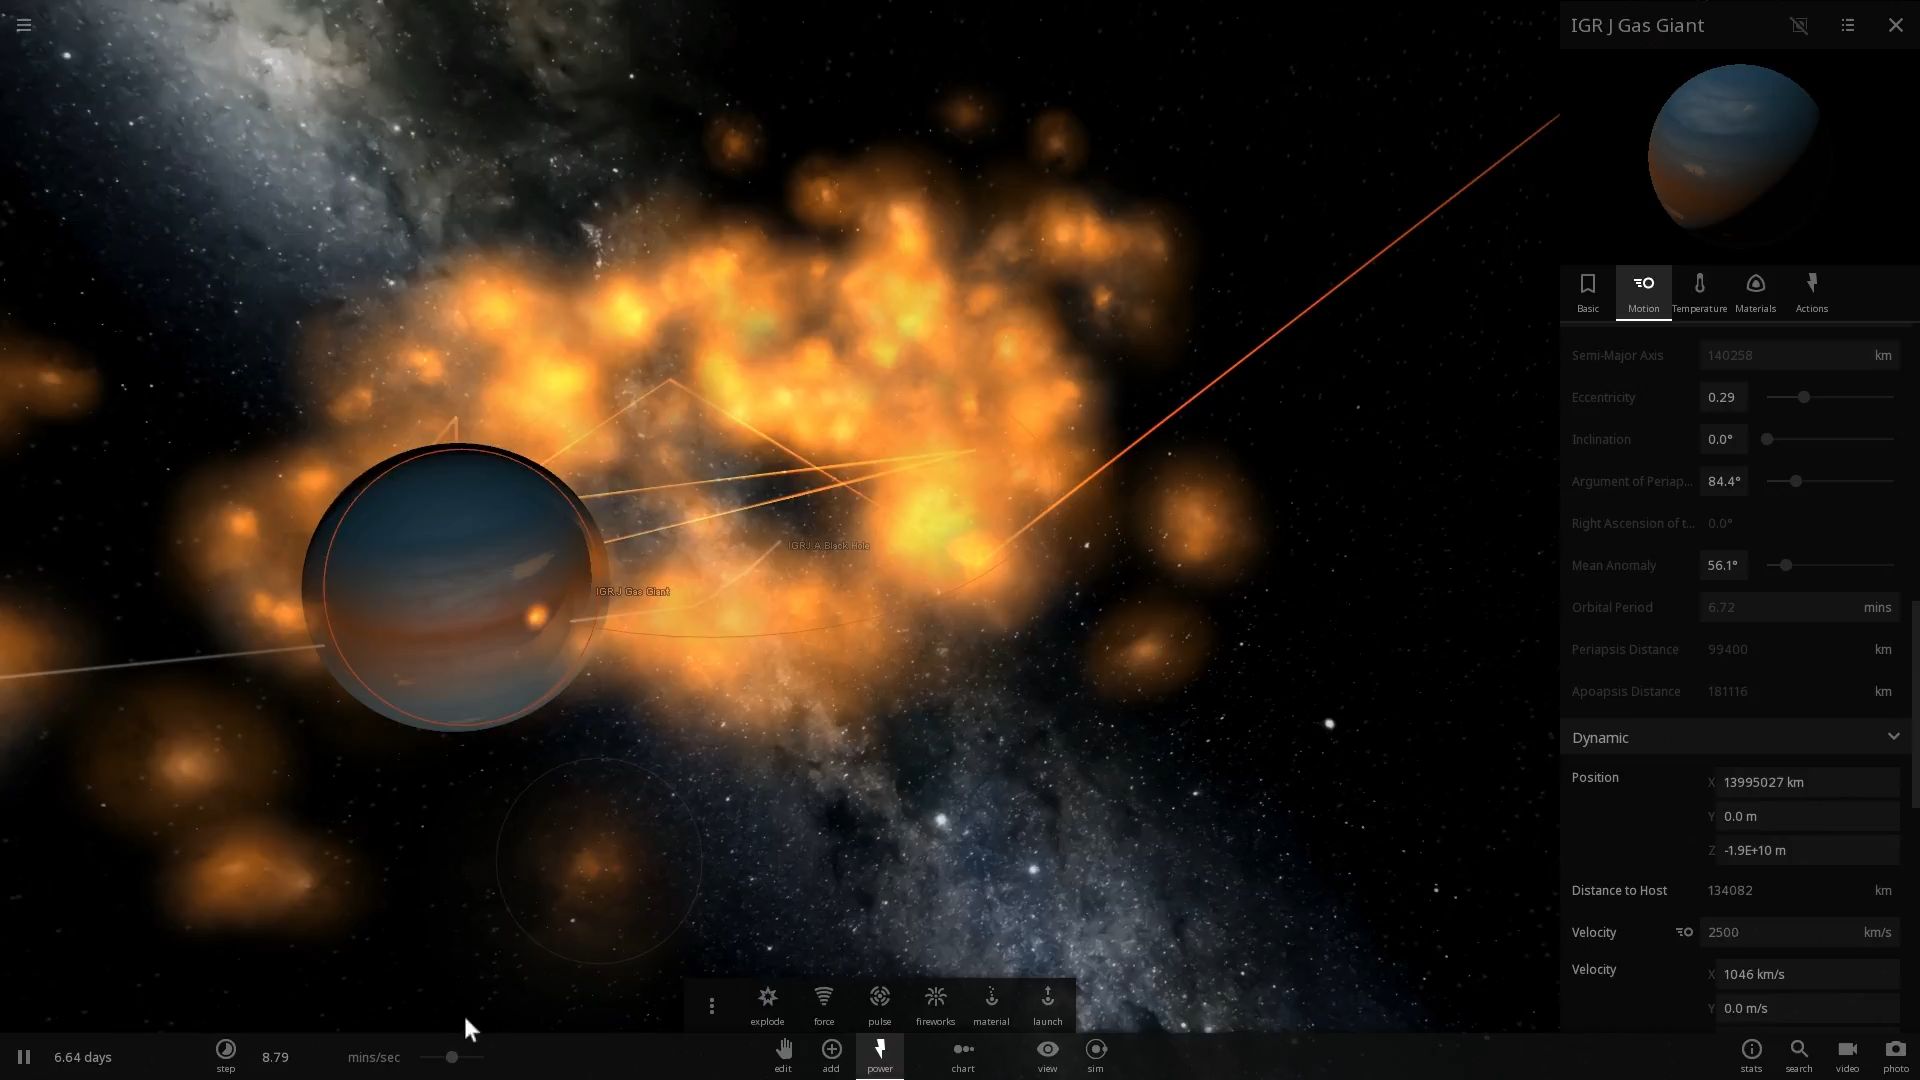 IGR J Gas Giant
Basic
Motion
Temperature
Materials
Actions
Semi-Major Axis 140258 km
Eccentricity 0.29
Inclination 0.0°
Argument of Periap... 84.4°
Right Ascension of t... 0.0°
Mean Anomaly 56.1°
Orbital Period 6.72 mins
Periapsis Distance 99400 km
Apoapsis Distance 181116 km
Dynamic
Position X 13995027 km
Y 0.0 m
Z -1.9E+10 m
Distance to Host 134082 km
Velocity 2500 km/s
Velocity X 1046 km/s
Y 0.0 m/s
IGRJ A Black Hole
IGRJ Gas Giant
explode
force
pulse
fireworks
material
launch
6.64 days
step
8.79 mins/sec
edit
add
power
chart
view
sim
stats
search
video
photo